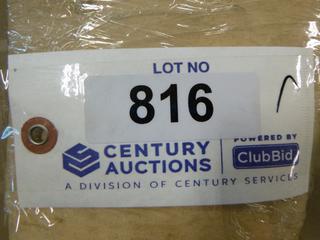 LOT NO
816
CENTURY AUCTIONS
POWERED BY
ClubBid
A DIVISION OF CENTURY SERVICES